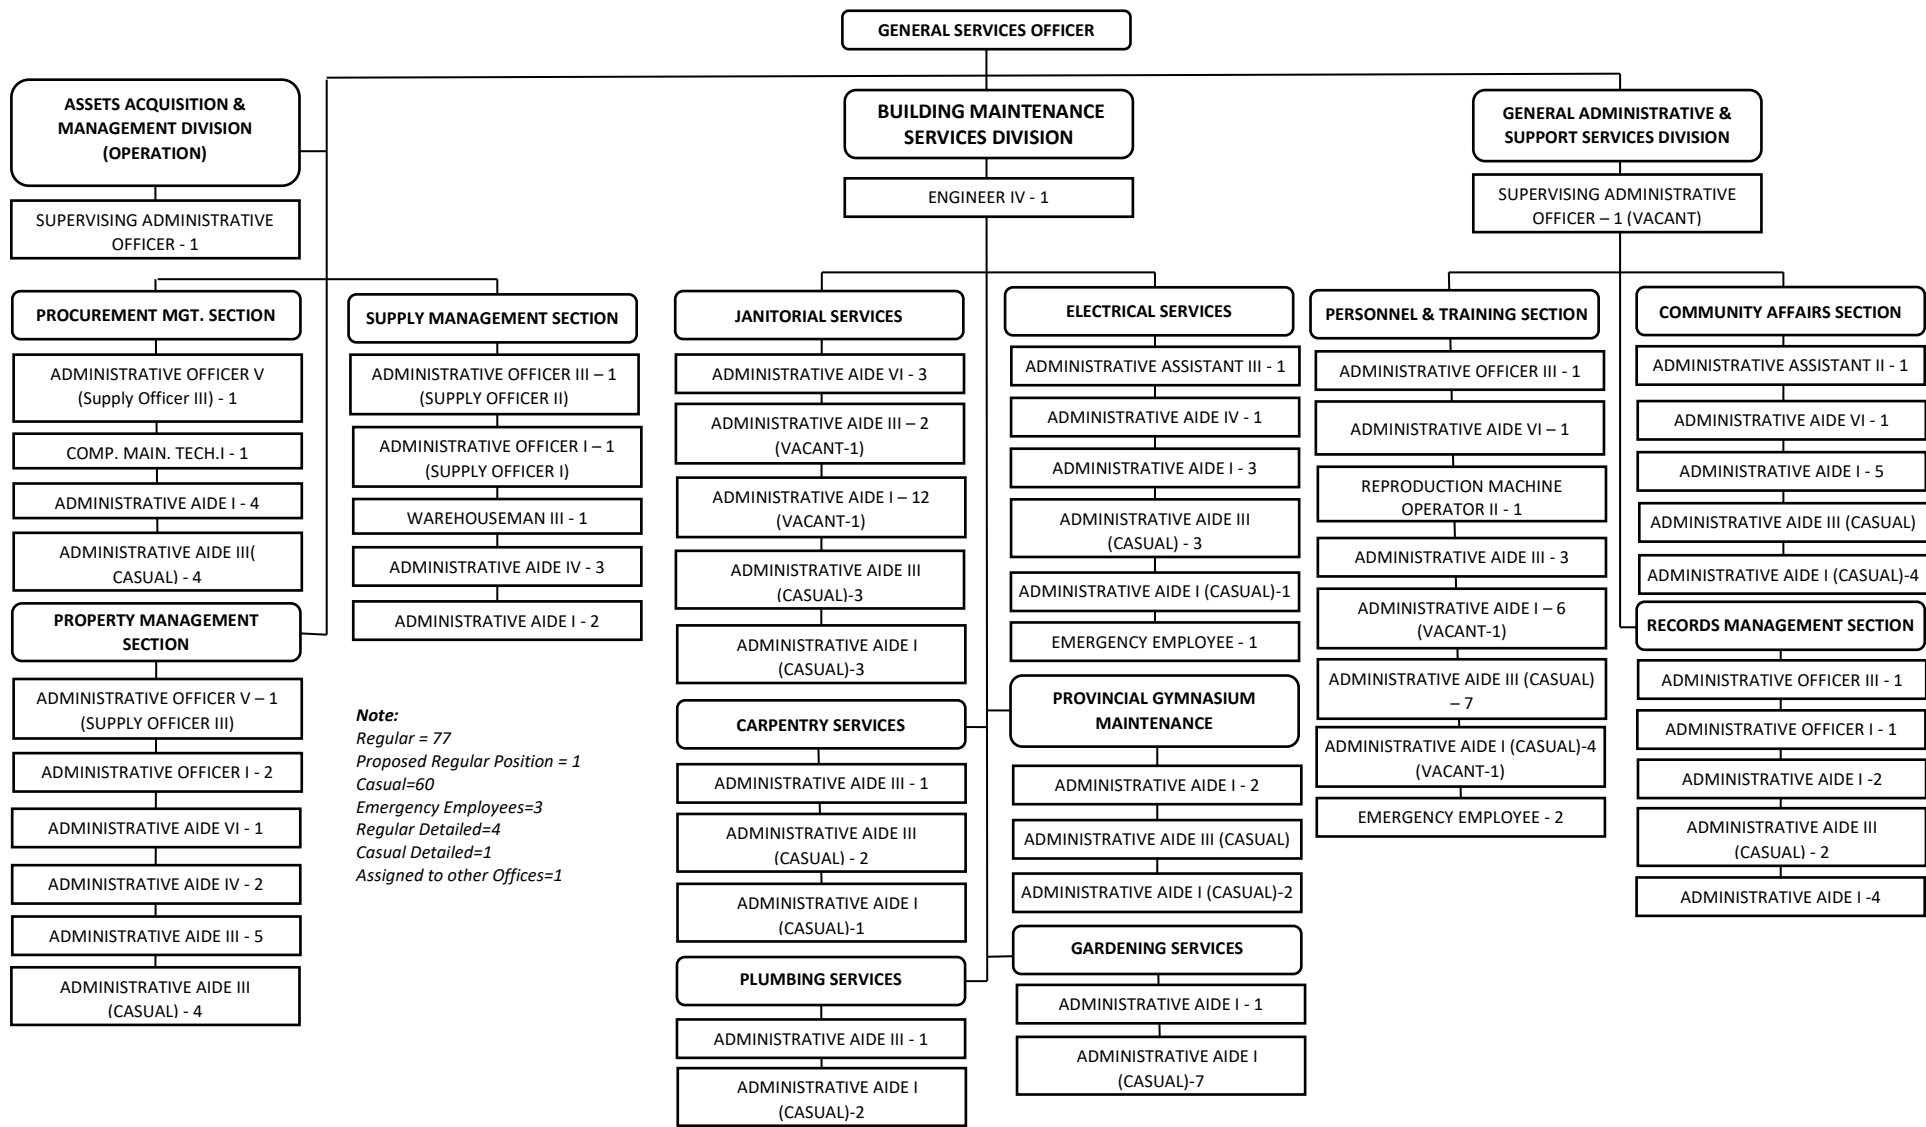 GENERAL SERVICES OFFICER
ASSETS ACQUISITION &
MANAGEMENT DIVISION
(OPERATION)
SUPERVISING ADMINISTRATIVE
OFFICER - 1
BUILDING MAINTENANCE
SERVICES DIVISION
ENGINEER IV - 1
GENERAL ADMINISTRATIVE &
SUPPORT SERVICES DIVISION
SUPERVISING ADMINISTRATIVE
OFFICER – 1 (VACANT)
PROCUREMENT MGT. SECTION
ADMINISTRATIVE OFFICER V
(Supply Officer III) - 1
COMP. MAIN. TECH.I - 1
ADMINISTRATIVE AIDE I - 4
ADMINISTRATIVE AIDE III(
CASUAL) - 4
PROPERTY MANAGEMENT
SECTION
ADMINISTRATIVE OFFICER V – 1
(SUPPLY OFFICER III)
ADMINISTRATIVE OFFICER I - 2
ADMINISTRATIVE AIDE VI - 1
ADMINISTRATIVE AIDE IV - 2
ADMINISTRATIVE AIDE III - 5
ADMINISTRATIVE AIDE III
(CASUAL) - 4
SUPPLY MANAGEMENT SECTION
ADMINISTRATIVE OFFICER III – 1
(SUPPLY OFFICER II)
ADMINISTRATIVE OFFICER I – 1
(SUPPLY OFFICER I)
WAREHOUSEMAN III - 1
ADMINISTRATIVE AIDE IV - 3
ADMINISTRATIVE AIDE I - 2
Note:
Regular = 77
Proposed Regular Position = 1
Casual=60
Emergency Employees=3
Regular Detailed=4
Casual Detailed=1
Assigned to other Offices=1
JANITORIAL SERVICES
ADMINISTRATIVE AIDE VI - 3
ADMINISTRATIVE AIDE III – 2
(VACANT-1)
ADMINISTRATIVE AIDE I – 12
(VACANT-1)
ADMINISTRATIVE AIDE III
(CASUAL)-3
ADMINISTRATIVE AIDE I
(CASUAL)-3
CARPENTRY SERVICES
ADMINISTRATIVE AIDE III - 1
ADMINISTRATIVE AIDE III
(CASUAL) - 2
ADMINISTRATIVE AIDE I
(CASUAL)-1
PLUMBING SERVICES
ADMINISTRATIVE AIDE III - 1
ADMINISTRATIVE AIDE I
(CASUAL)-2
ELECTRICAL SERVICES
ADMINISTRATIVE ASSISTANT III - 1
ADMINISTRATIVE AIDE IV - 1
ADMINISTRATIVE AIDE I - 3
ADMINISTRATIVE AIDE III
(CASUAL) - 3
ADMINISTRATIVE AIDE I (CASUAL)-1
EMERGENCY EMPLOYEE - 1
PROVINCIAL GYMNASIUM
MAINTENANCE
ADMINISTRATIVE AIDE I - 2
ADMINISTRATIVE AIDE III (CASUAL)
ADMINISTRATIVE AIDE I (CASUAL)-2
GARDENING SERVICES
ADMINISTRATIVE AIDE I - 1
ADMINISTRATIVE AIDE I
(CASUAL)-7
PERSONNEL & TRAINING SECTION
ADMINISTRATIVE OFFICER III - 1
ADMINISTRATIVE AIDE VI – 1
REPRODUCTION MACHINE
OPERATOR II - 1
ADMINISTRATIVE AIDE III - 3
ADMINISTRATIVE AIDE I – 6
(VACANT-1)
ADMINISTRATIVE AIDE III (CASUAL)
– 7
ADMINISTRATIVE AIDE I (CASUAL)-4
(VACANT-1)
EMERGENCY EMPLOYEE - 2
COMMUNITY AFFAIRS SECTION
ADMINISTRATIVE ASSISTANT II - 1
ADMINISTRATIVE AIDE VI - 1
ADMINISTRATIVE AIDE I - 5
ADMINISTRATIVE AIDE III (CASUAL)
ADMINISTRATIVE AIDE I (CASUAL)-4
RECORDS MANAGEMENT SECTION
ADMINISTRATIVE OFFICER III - 1
ADMINISTRATIVE OFFICER I - 1
ADMINISTRATIVE AIDE I -2
ADMINISTRATIVE AIDE III
(CASUAL) - 2
ADMINISTRATIVE AIDE I -4